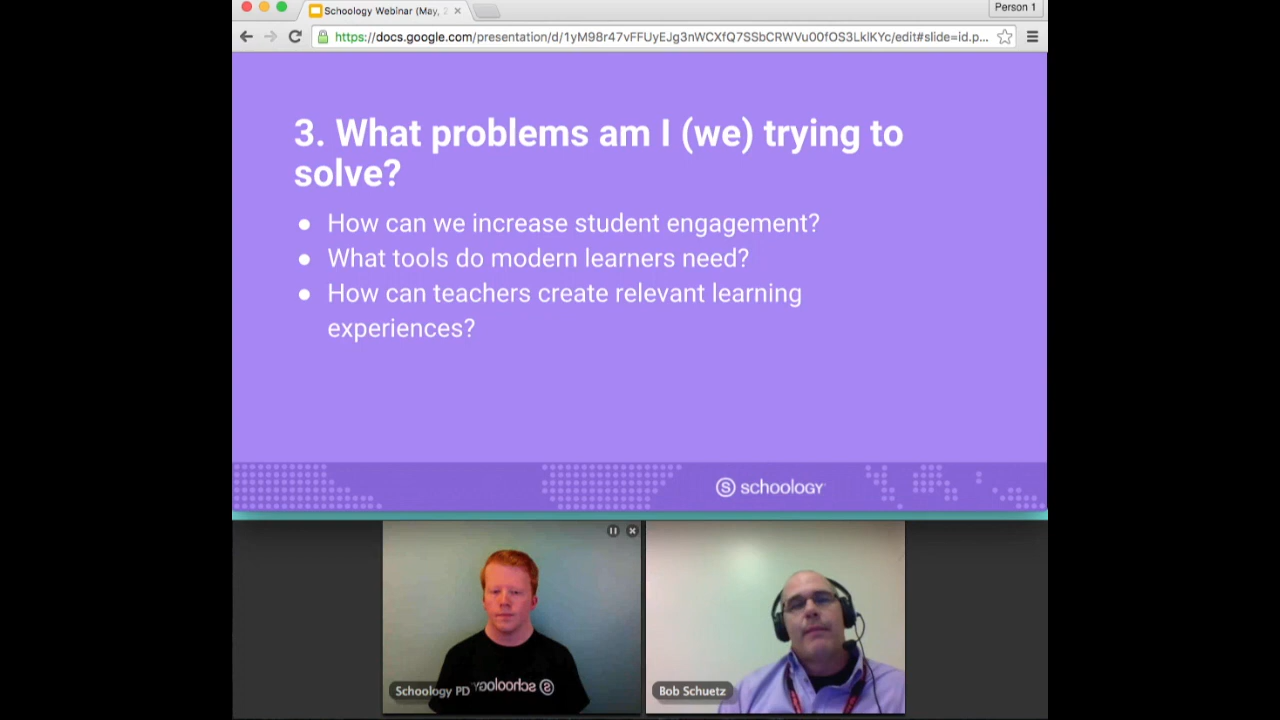 Schoology Webinar (May, 2
Person 1
https://docs.google.com/presentation/d/1yM98r47vFFUyEJg3nWCXfQ7SSbCRWVu00fOS3LklKYc/edit#slide=id.p...
3. What problems am I (we) trying to
solve?
● How can we increase student engagement?
● What tools do modern learners need?
● How can teachers create relevant learning
experiences?
S schoology
Schoology PD
schoology S
Bob Schuetz